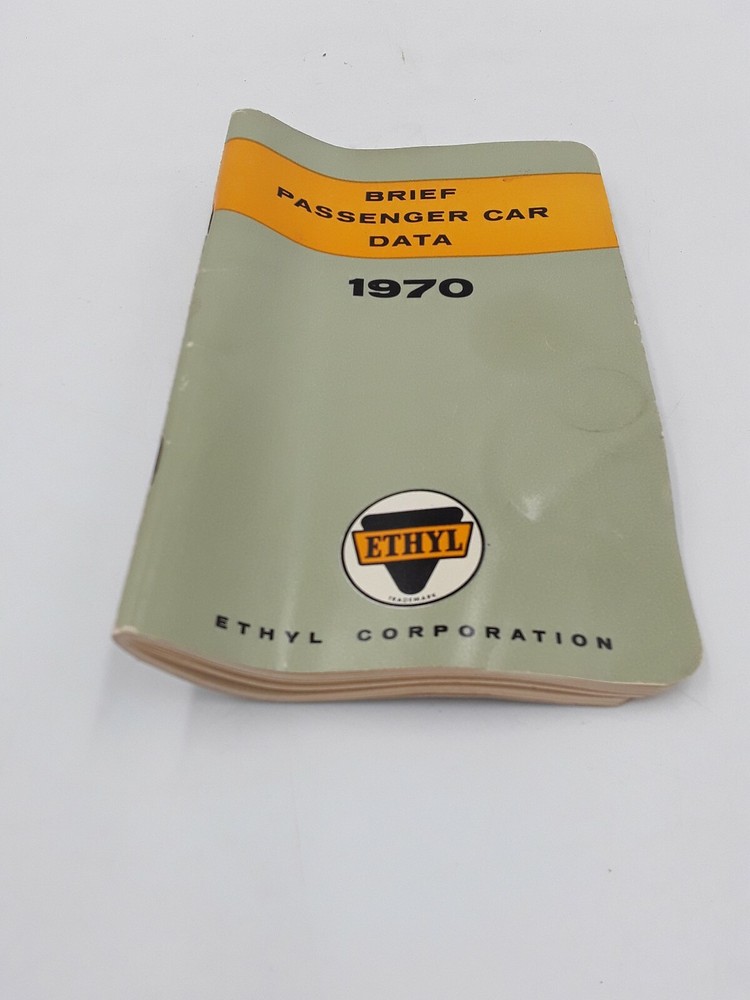 BRIEF
PASSENGER CAR
DATA
1970
ETHYL
TRADEMARK
ETHYL CORPORATION